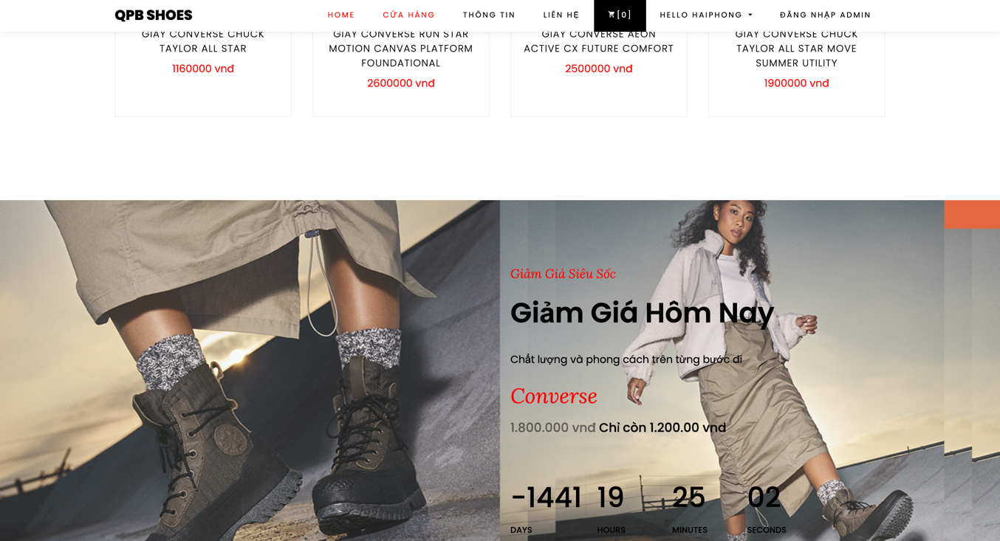 QPB SHOES
HOME
CỬA HÀNG
THÔNG TIN
LIÊN HỆ
[0]
HELLO HAIPHONG
ĐĂNG NHẬP ADMIN
GIÀY CONVERSE CHUCK
TAYLOR ALL STAR
1160000 vnđ
GIÀY CONVERSE RUN STAR
MOTION CANVAS PLATFORM
FOUNDATIONAL
2600000 vnđ
GIÀY CONVERSE AEON
ACTIVE CX FUTURE COMFORT
2500000 vnđ
GIÀY CONVERSE CHUCK
TAYLOR ALL STAR MOVE
SUMMER UTILITY
1900000 vnđ
Giảm Giá Siêu Sốc
Giảm Giá Hôm Nay
Chất lượng và phong cách trên từng bước đi
Converse
1.800.000 vnđ Chỉ còn 1.200.00 vnd
-1441 19 25 02
DAYS HOURS MINUTES SECONDS